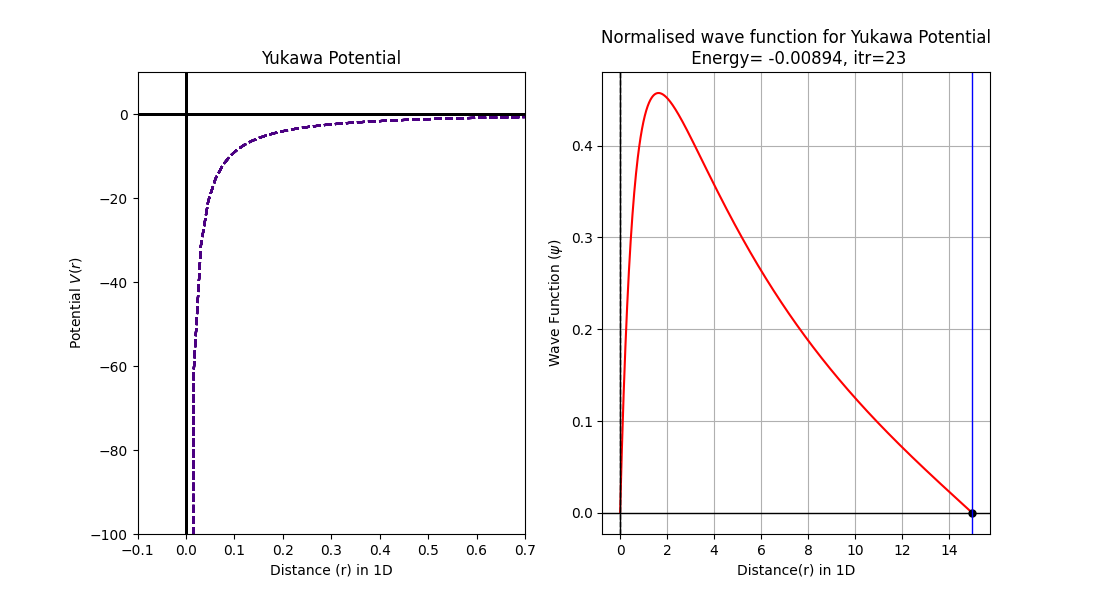 Yukawa Potential
Potential V(r)
0
−20
−40
−60
−80
−100
−0.1 0.0 0.1 0.2 0.3 0.4 0.5 0.6 0.7
Distance (r) in 1D
Normalised wave function for Yukawa Potential
Energy= -0.00894, itr=23
Wave Function (ψ)
0.4
0.3
0.2
0.1
0.0
0 2 4 6 8 10 12 14
Distance(r) in 1D